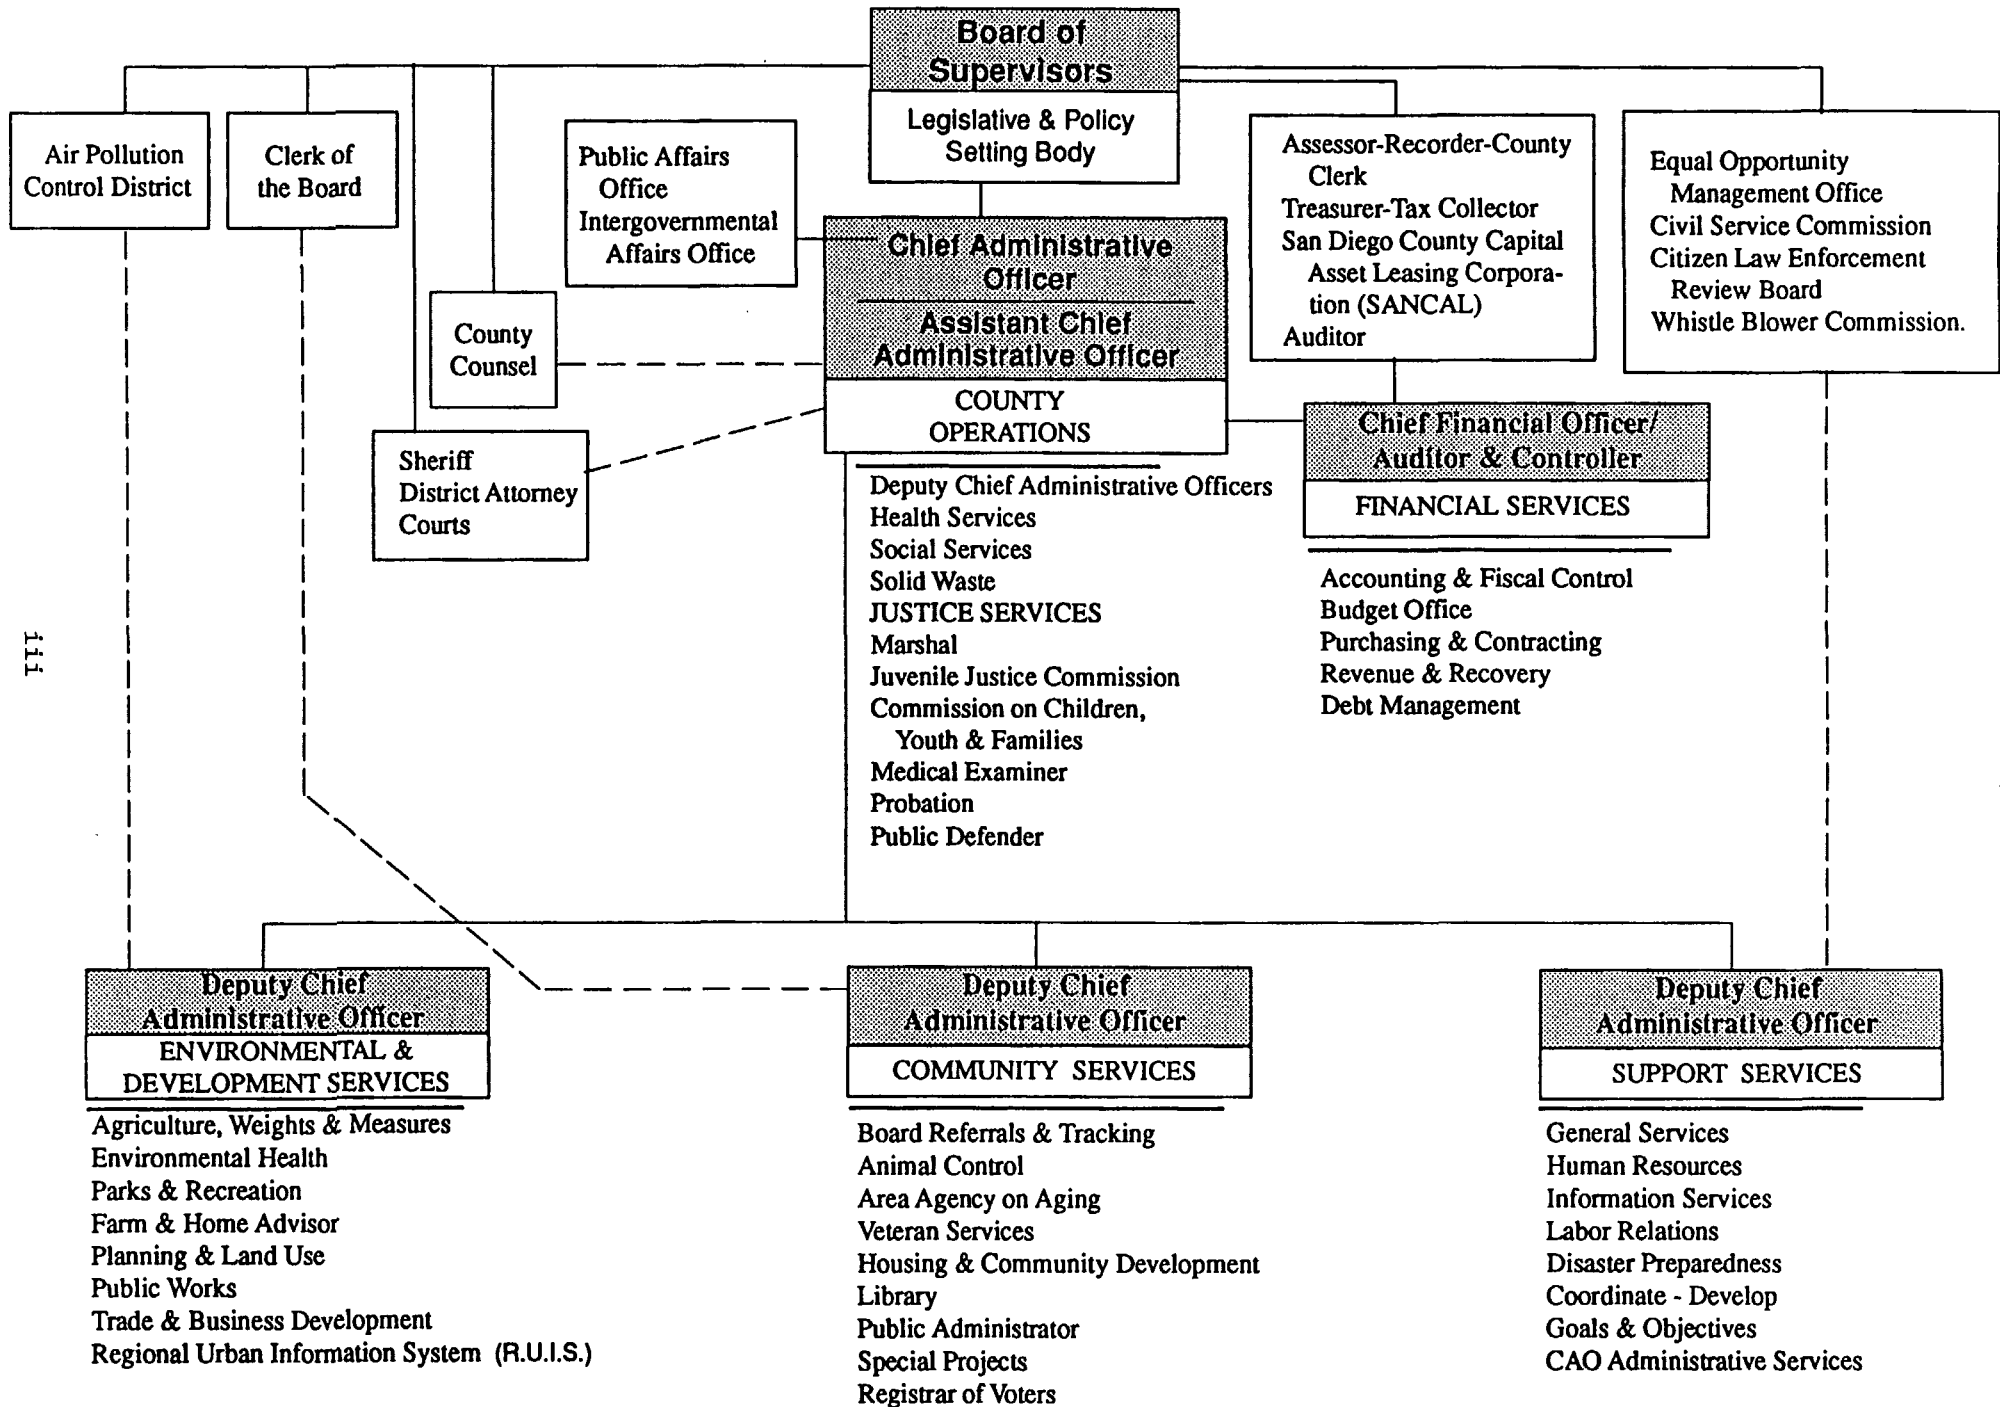 Board of
Supervisors
Legislative & Policy
Setting Body
Air Pollution
Control District
Clerk of
the Board
Public Affairs
Office
Intergovernmental
Affairs Office
County
Counsel
Sheriff
District Attorney
Courts
Chief Administrative
Officer
Assistant Chief
Administrative Officer
COUNTY
OPERATIONS
Deputy Chief Administrative Officers
Health Services
Social Services
Solid Waste
JUSTICE SERVICES
Marshal
Juvenile Justice Commission
Commission on Children,
Youth & Families
Medical Examiner
Probation
Public Defender
Assessor-Recorder-County
Clerk
Treasurer-Tax Collector
San Diego County Capital
Asset Leasing Corpora-
tion (SANCAL)
Auditor
Equal Opportunity
Management Office
Civil Service Commission
Citizen Law Enforcement
Review Board
Whistle Blower Commission.
Chief Financial Officer/
Auditor & Controller
FINANCIAL SERVICES
Accounting & Fiscal Control
Budget Office
Purchasing & Contracting
Revenue & Recovery
Debt Management
iii
Deputy Chief
Administrative Officer
ENVIRONMENTAL &
DEVELOPMENT SERVICES
Agriculture, Weights & Measures
Environmental Health
Parks & Recreation
Farm & Home Advisor
Planning & Land Use
Public Works
Trade & Business Development
Regional Urban Information System (R.U.I.S.)
Deputy Chief
Administrative Officer
COMMUNITY SERVICES
Board Referrals & Tracking
Animal Control
Area Agency on Aging
Veteran Services
Housing & Community Development
Library
Public Administrator
Special Projects
Registrar of Voters
Deputy Chief
Administrative Officer
SUPPORT SERVICES
General Services
Human Resources
Information Services
Labor Relations
Disaster Preparedness
Coordinate - Develop
Goals & Objectives
CAO Administrative Services